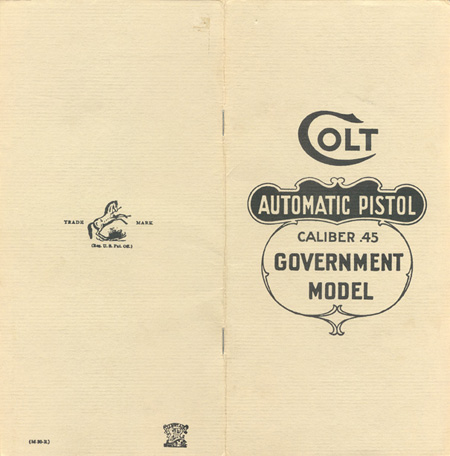 TRADE MARK
(Reg. U.S. Pat. Off.)
COLT
AUTOMATIC PISTOL
CALIBER .45
GOVERNMENT
MODEL